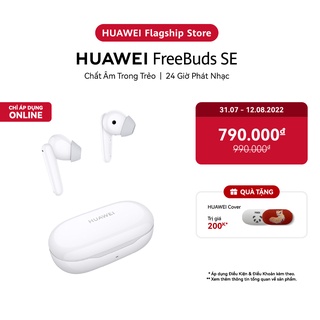 HUAWEI Flagship Store
HUAWEI FreeBuds SE
Chất Âm Trong Trẻo | 24 Giờ Phát Nhạc
CHỈ ÁP DỤNG
ONLINE
31.07 - 12.08.2022
790.000₫
990.000₫
QUÀ TẶNG
HUAWEI Cover
Trị giá
200K*
HUAWEI
* Áp dụng Điều Kiện & Điều Khoản kèm theo.
** Xem thêm thông tin tổng quan về sản phẩm.